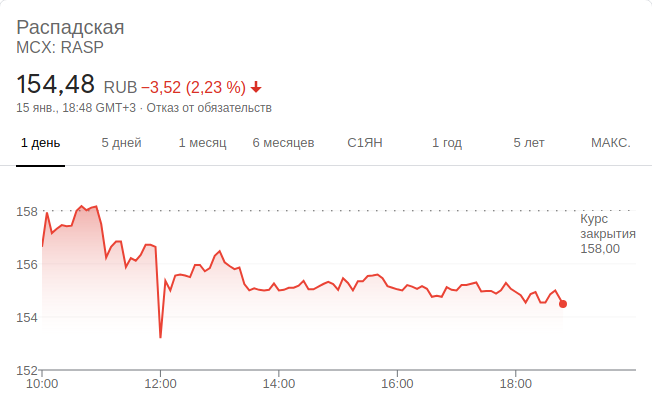 Распадская
MCX: RASP
154,48 RUB −3,52 (2,23 %)
15 янв., 18:48 GMT+3 · Отказ от обязательств
1 день 5 дней 1 месяц 6 месяцев С1ЯН 1 год 5 лет МАКС.
158
Курс
закрытия
158,00
156
154
152
10:00 12:00 14:00 16:00 18:00